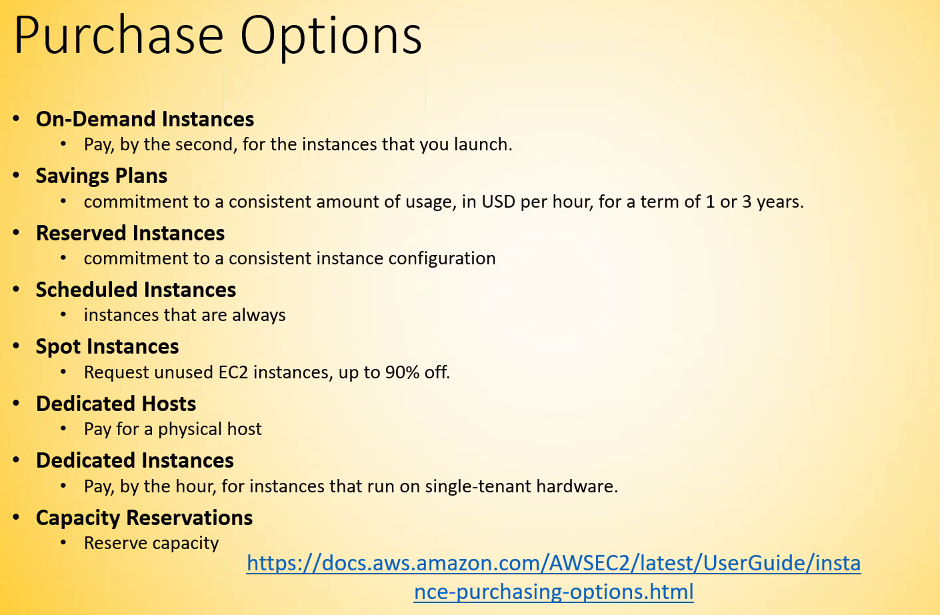 Purchase Options
• On-Demand Instances
• Pay, by the second, for the instances that you launch.
• Savings Plans
• commitment to a consistent amount of usage, in USD per hour, for a term of 1 or 3 years.
• Reserved Instances
• commitment to a consistent instance configuration
• Scheduled Instances
• instances that are always
• Spot Instances
• Request unused EC2 instances, up to 90% off.
• Dedicated Hosts
• Pay for a physical host
• Dedicated Instances
• Pay, by the hour, for instances that run on single-tenant hardware.
• Capacity Reservations
• Reserve capacity
https://docs.aws.amazon.com/AWSEC2/latest/UserGuide/insta
nce-purchasing-options.html